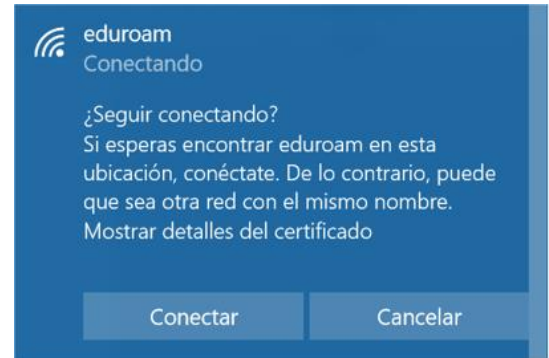 eduroam
Conectando
¿Seguir conectando?
Si esperas encontrar eduroam en esta
ubicación, conéctate. De lo contrario, puede
que sea otra red con el mismo nombre.
Mostrar detalles del certificado
Conectar
Cancelar